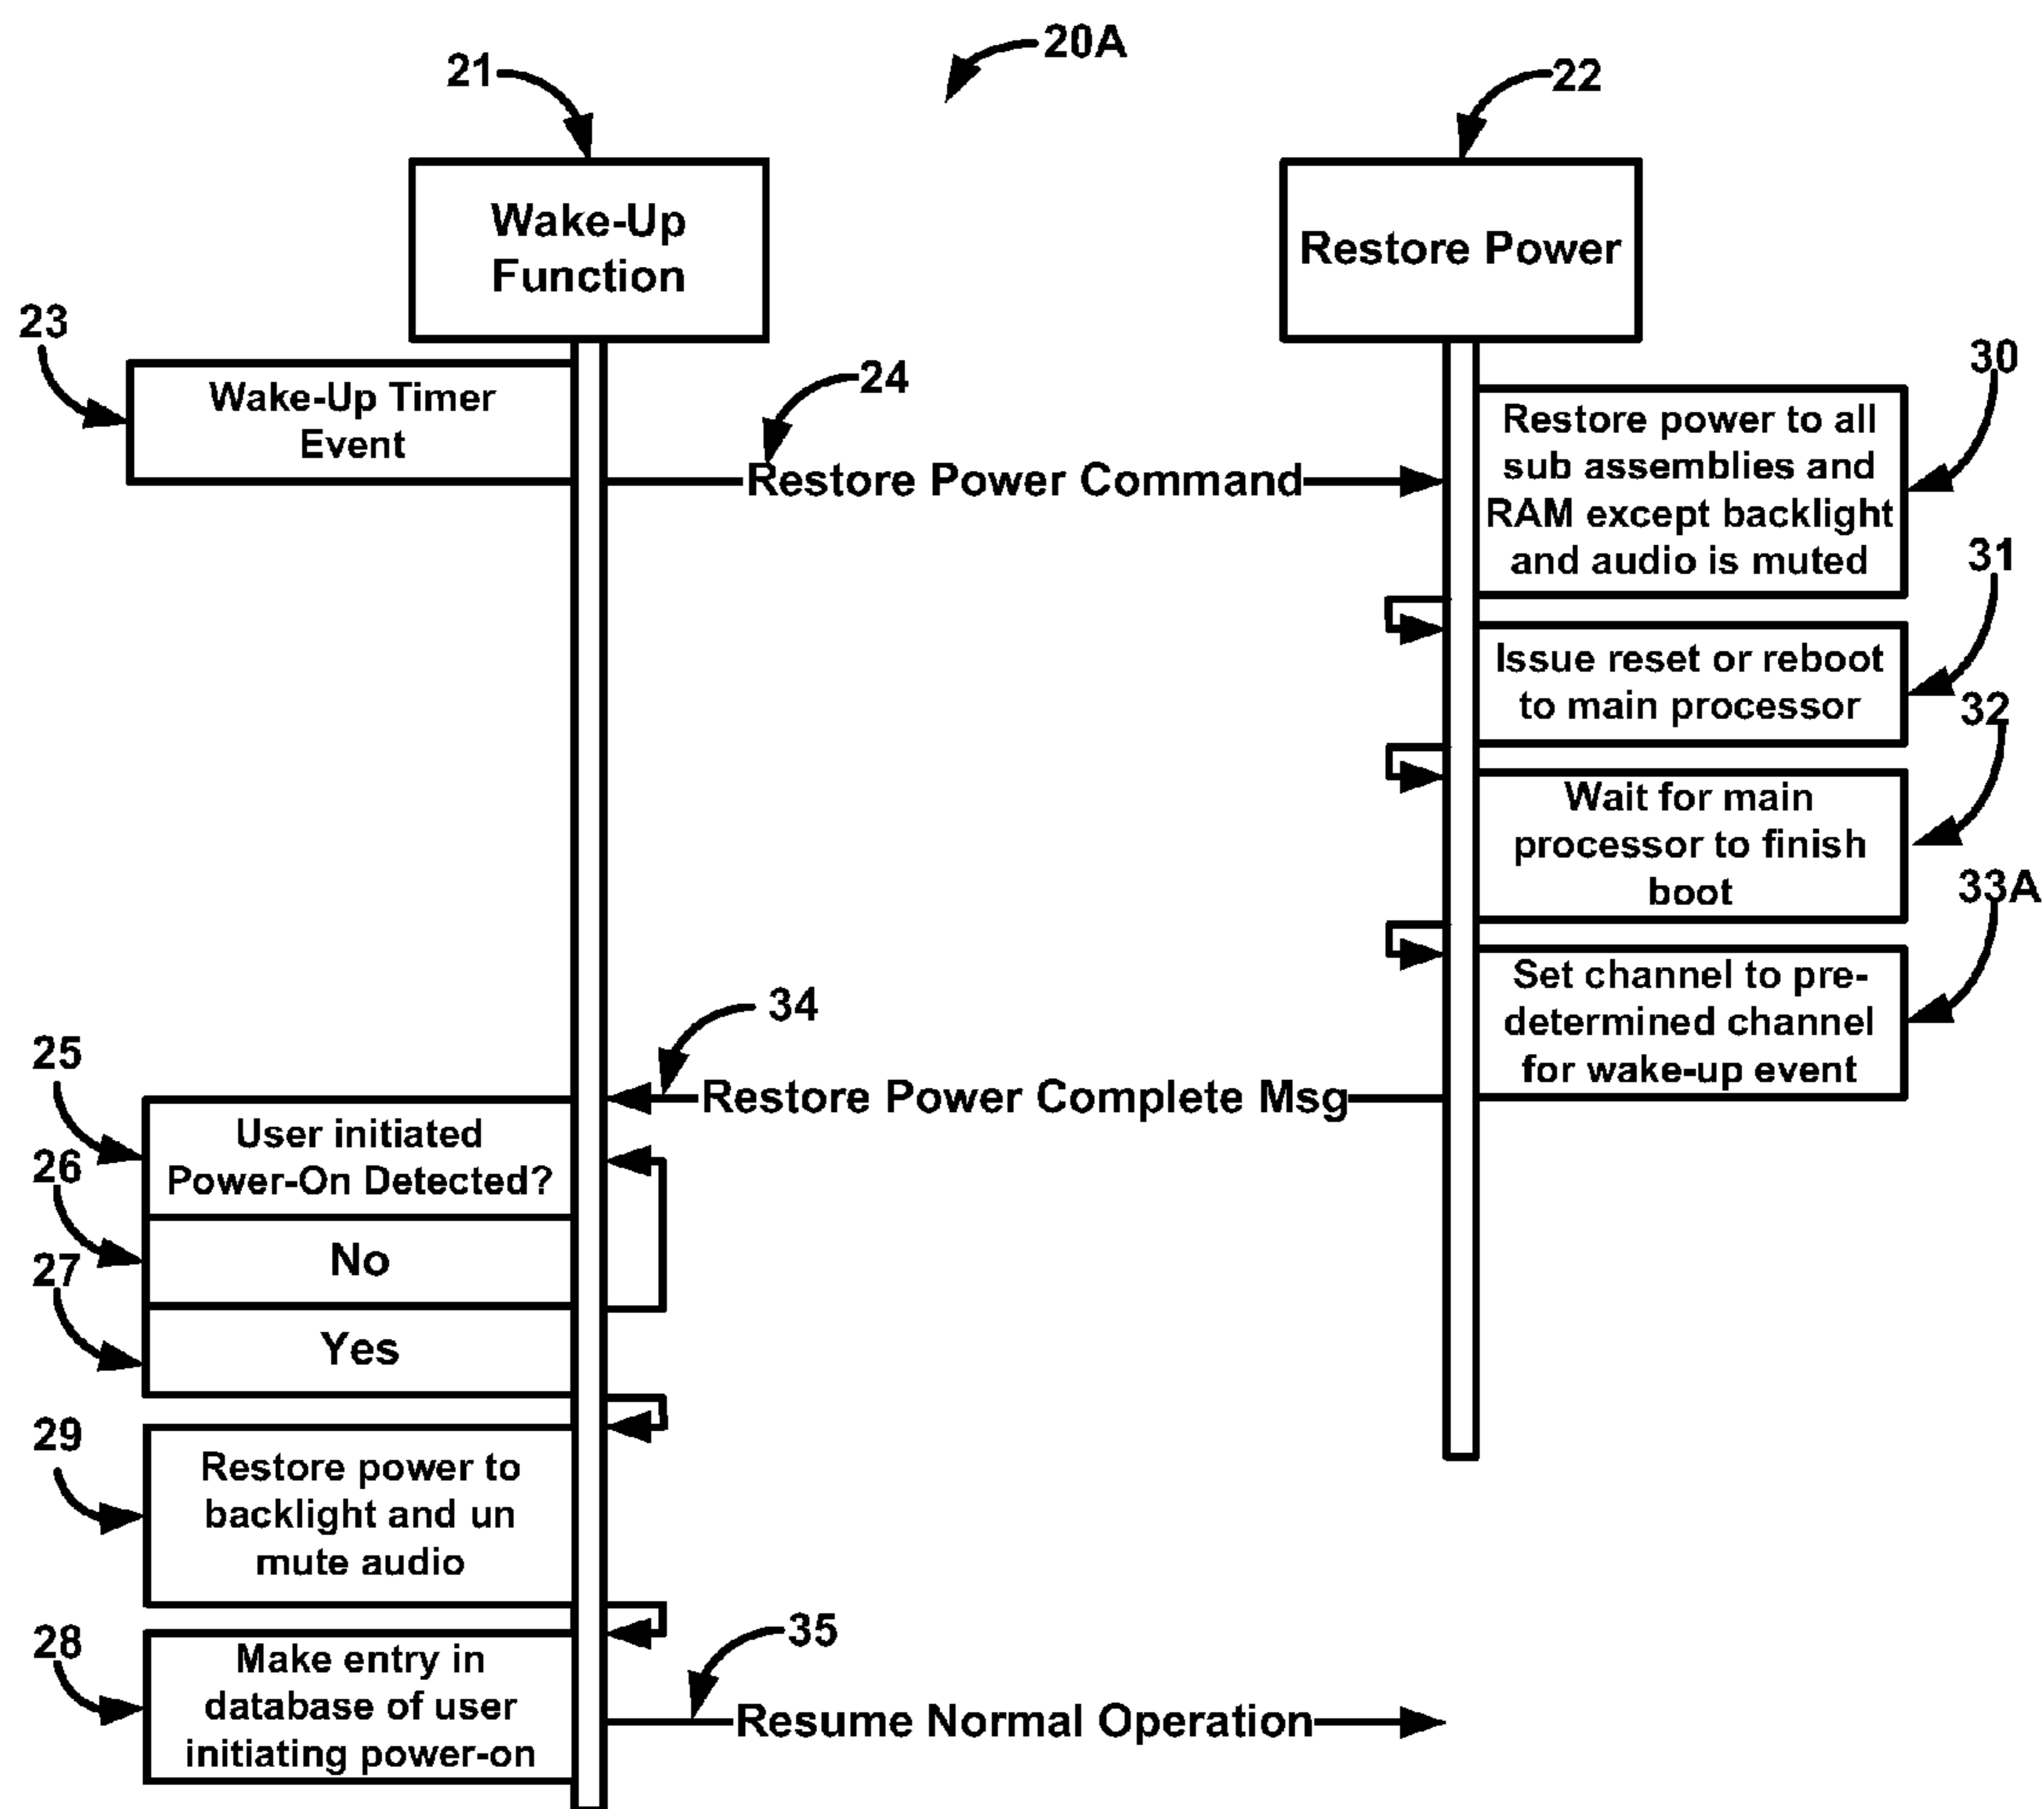 20A
21
22
Wake-Up
Function
Restore Power
23
Wake-Up Timer
Event
24
Restore Power Command
30
Restore power to all
sub assemblies and
RAM except backlight
and audio is muted
31
Issue reset or reboot
to main processor
32
Wait for main
processor to finish
boot
33A
Set channel to pre-
determined channel
for wake-up event
34
Restore Power Complete Msg
25
User initiated
Power-On Detected?
26
No
27
Yes
29
Restore power to
backlight and un
mute audio
28
Make entry in
database of user
initiating power-on
35
Resume Normal Operation